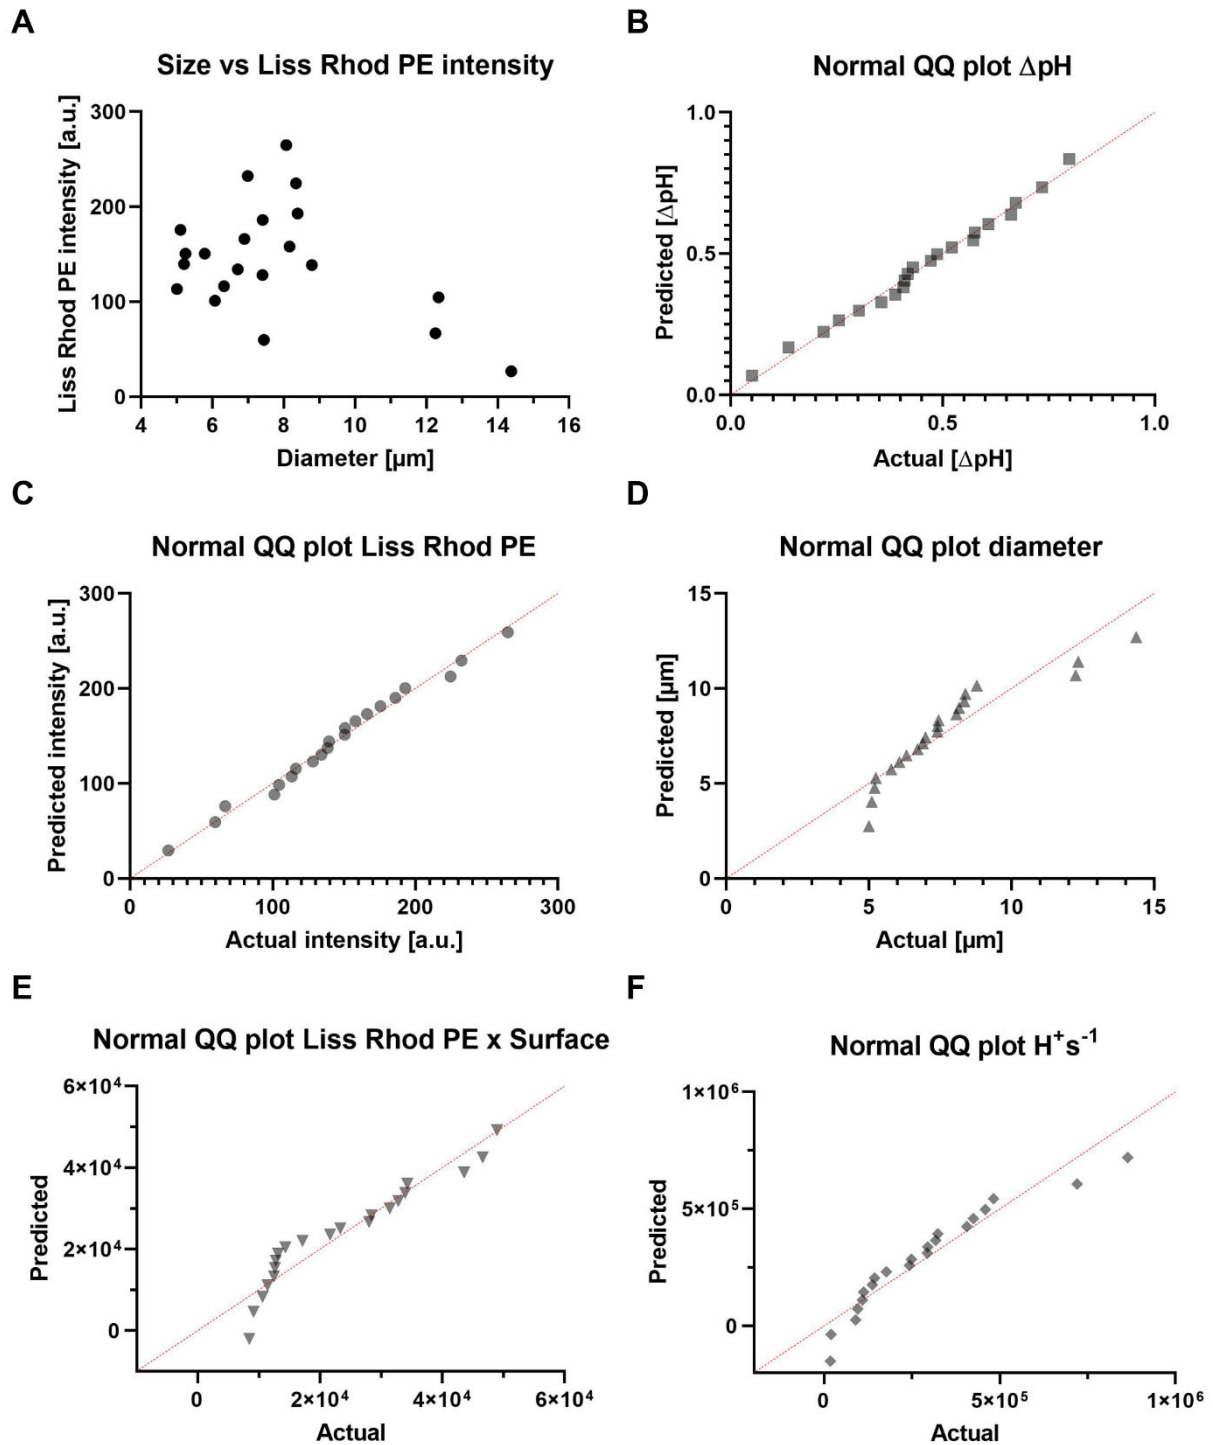 A
Size vs Liss Rhod PE intensity
Liss Rhod PE intensity [a.u.]
300
200
100
0
4 6 8 10 12 14 16
Diameter [µm]
B
Normal QQ plot ΔpH
Predicted [ΔpH]
1.0
0.5
0.0
0.0 0.5 1.0
Actual [ΔpH]
C
Normal QQ plot Liss Rhod PE
Predicted intensity [a.u.]
300
200
100
0
0 100 200 300
Actual intensity [a.u.]
D
Normal QQ plot diameter
Predicted [µm]
15
10
5
0
0 5 10 15
Actual [µm]
E
Normal QQ plot Liss Rhod PE x Surface
Predicted
6×10⁴
4×10⁴
2×10⁴
0
0 2×10⁴ 4×10⁴ 6×10⁴
Actual
F
Normal QQ plot H⁺s⁻¹
Predicted
1×10⁶
5×10⁵
0
0 5×10⁵ 1×10⁶
Actual